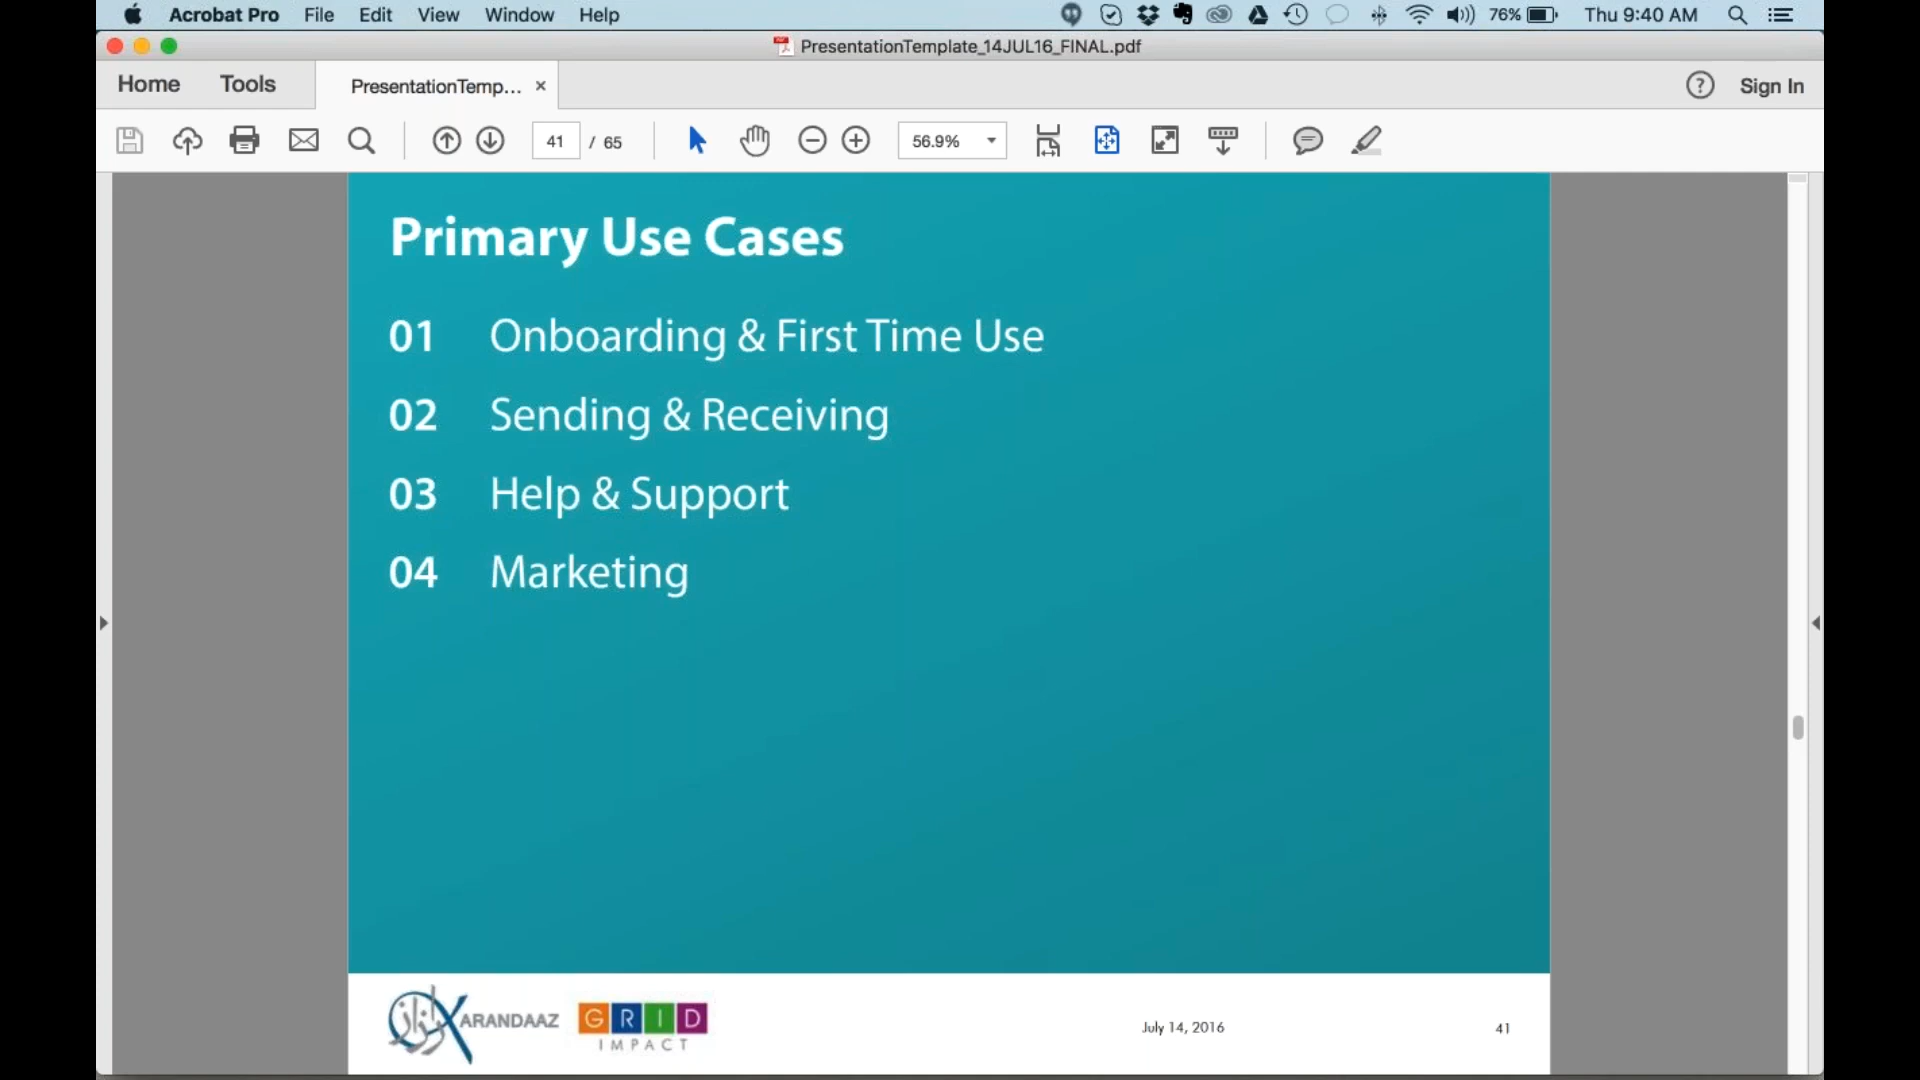 Acrobat Pro File Edit View Window Help 76% Thu 9:40 AM
PresentationTemplate_14JUL16_FINAL.pdf
Home Tools PresentationTemp... × ? Sign In
41 / 65 56.9%
Primary Use Cases
01 Onboarding & First Time Use
02 Sending & Receiving
03 Help & Support
04 Marketing
KARANDAAZ GRID
IMPACT
July 14, 2016 41